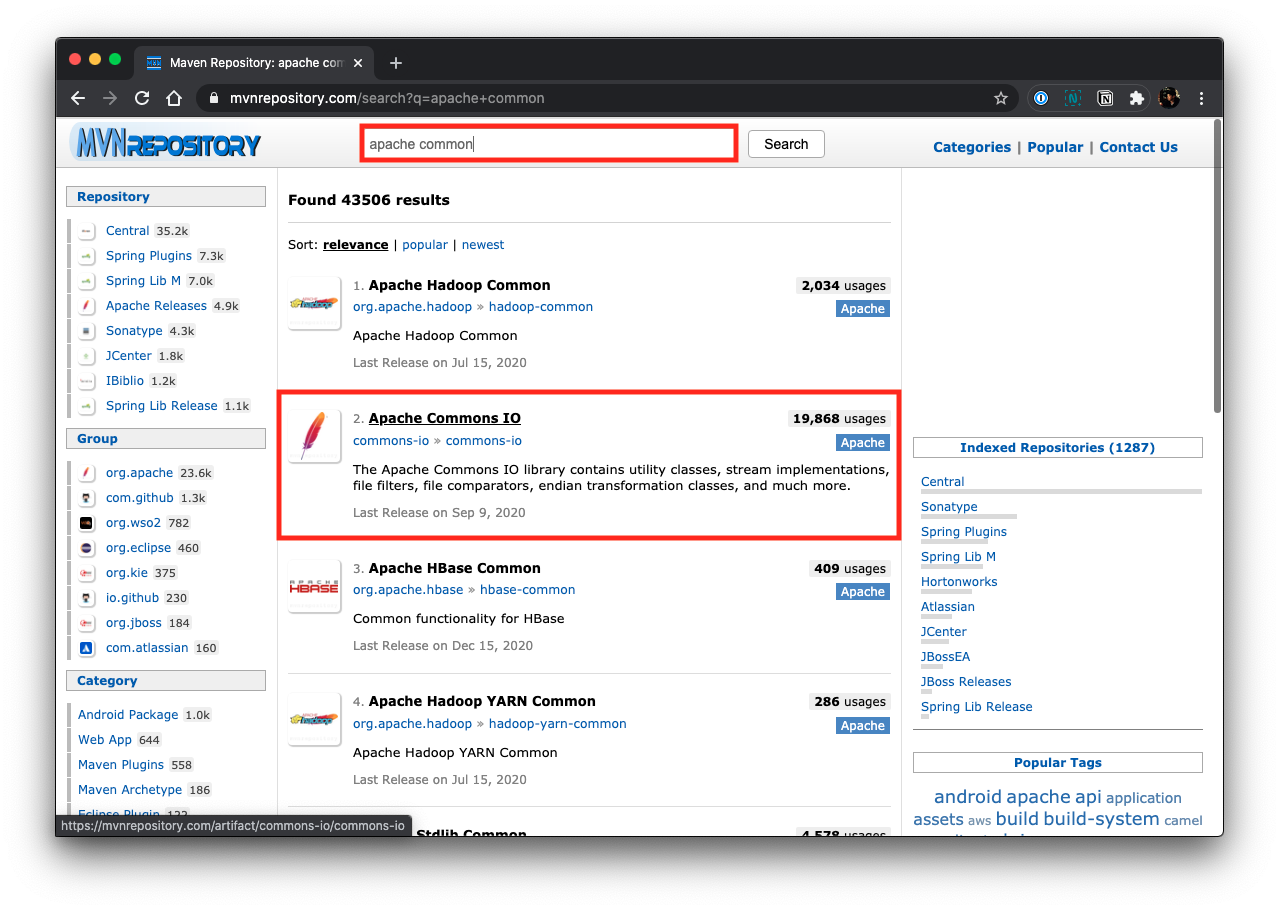 Maven Repository: apache com
mvnrepository.com/search?q=apache+common
MVNREPOSITORY
apache common
Search
Categories | Popular | Contact Us
Repository
Central 35.2k
Spring Plugins 7.3k
Spring Lib M 7.0k
Apache Releases 4.9k
Sonatype 4.3k
JCenter 1.8k
IBiblio 1.2k
Spring Lib Release 1.1k
Group
org.apache 23.6k
com.github 1.3k
org.wso2 782
org.eclipse 460
org.kie 375
io.github 230
org.jboss 184
com.atlassian 160
Category
Android Package 1.0k
Web App 644
Maven Plugins 558
Maven Archetype 186
Eclipse Plugin 122
https://mvnrepository.com/artifact/commons-io/commons-io
Found 43506 results
Sort: relevance | popular | newest
1. Apache Hadoop Common 2,034 usages
org.apache.hadoop » hadoop-common Apache
Apache Hadoop Common
Last Release on Jul 15, 2020
2. Apache Commons IO 19,868 usages
commons-io » commons-io Apache
The Apache Commons IO library contains utility classes, stream implementations,
file filters, file comparators, endian transformation classes, and much more.
Last Release on Sep 9, 2020
APACHE
HBASE
3. Apache HBase Common 409 usages
org.apache.hbase » hbase-common Apache
Common functionality for HBase
Last Release on Dec 15, 2020
4. Apache Hadoop YARN Common 286 usages
org.apache.hadoop » hadoop-yarn-common Apache
Apache Hadoop YARN Common
Last Release on Jul 15, 2020
Stdlib Common 4,578 usages
Indexed Repositories (1287)
Central
Sonatype
Spring Plugins
Spring Lib M
Hortonworks
Atlassian
JCenter
JBossEA
JBoss Releases
Spring Lib Release
Popular Tags
android apache api application
assets aws build build-system camel